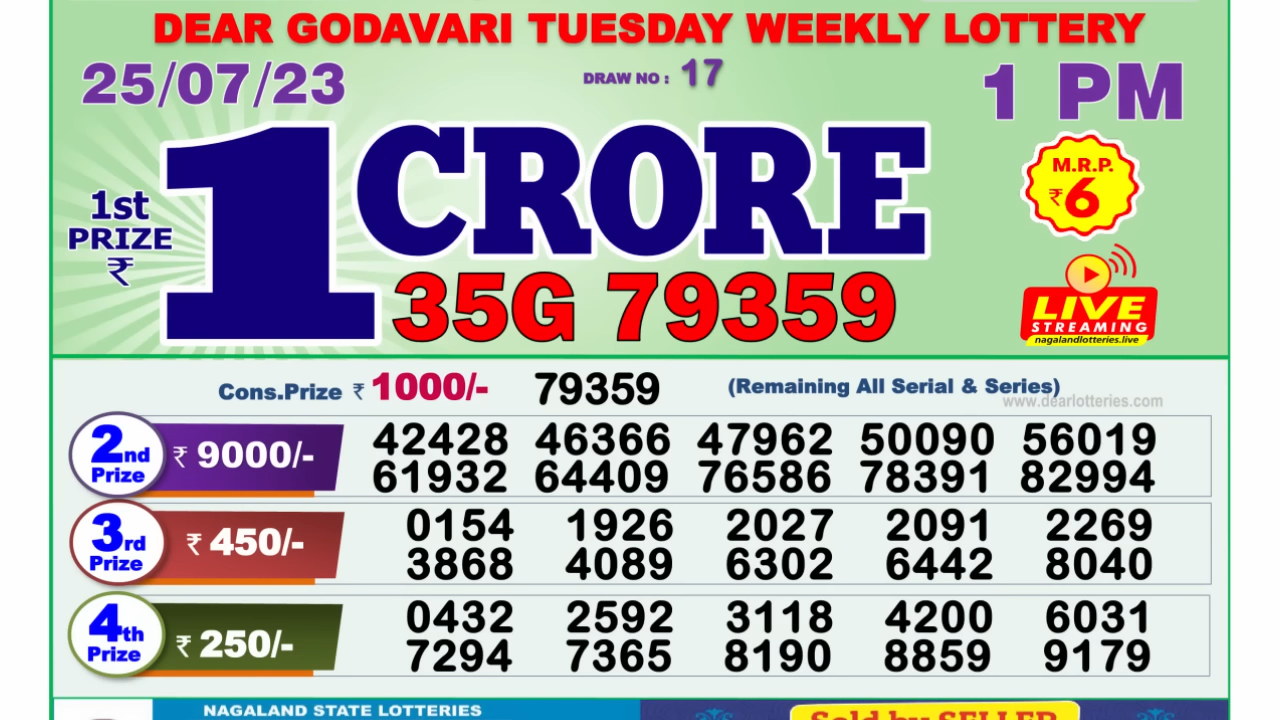 DEAR GODAVARI TUESDAY WEEKLY LOTTERY
25/07/23 DRAW NO : 17 1 PM
1st PRIZE ₹ 1 CRORE
35G 79359
M.R.P.
₹6
LIVE
STREAMING
nagalandlotteries.live
Cons.Prize ₹ 1000/- 79359 (Remaining All Serial & Series)
www.dearlotteries.com
2nd Prize ₹ 9000/-
42428 46366 47962 50090 56019
61932 64409 76586 78391 82994
3rd Prize ₹ 450/-
0154 1926 2027 2091 2269
3868 4089 6302 6442 8040
4th Prize ₹ 250/-
0432 2592 3118 4200 6031
7294 7365 8190 8859 9179
NAGALAND STATE LOTTERIES
Sold by SELLER